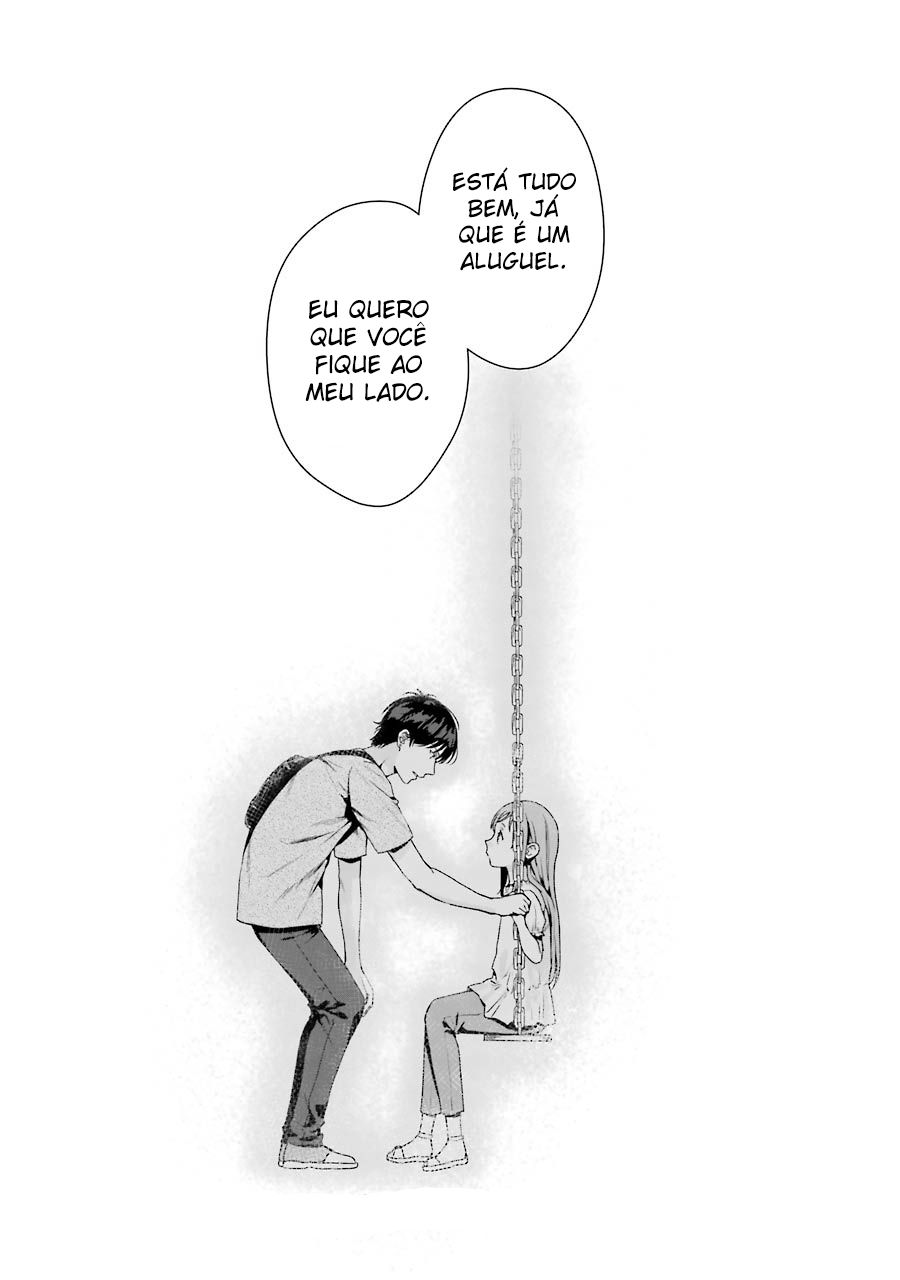 ESTÁ TUDO
BEM, JÁ
QUE É UM
ALUGUEL.
EU QUERO
QUE VOCÊ
FIQUE AO
MEU LADO.